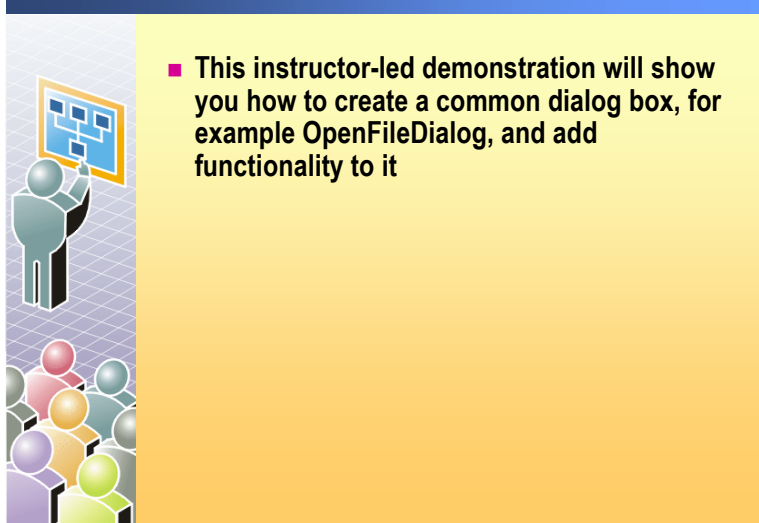 This instructor-led demonstration will show
you how to create a common dialog box, for
example OpenFileDialog, and add
functionality to it